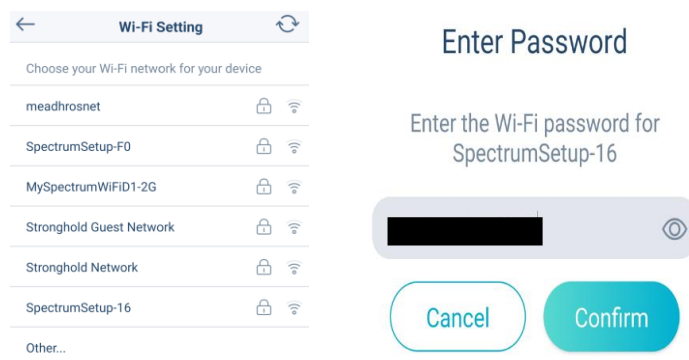 Wi-Fi Setting
Choose your Wi-Fi network for your device
meadhrosnet
SpectrumSetup-F0
MySpectrumWiFiD1-2G
Stronghold Guest Network
Stronghold Network
SpectrumSetup-16
Other...
Enter Password
Enter the Wi-Fi password for
SpectrumSetup-16
Cancel
Confirm